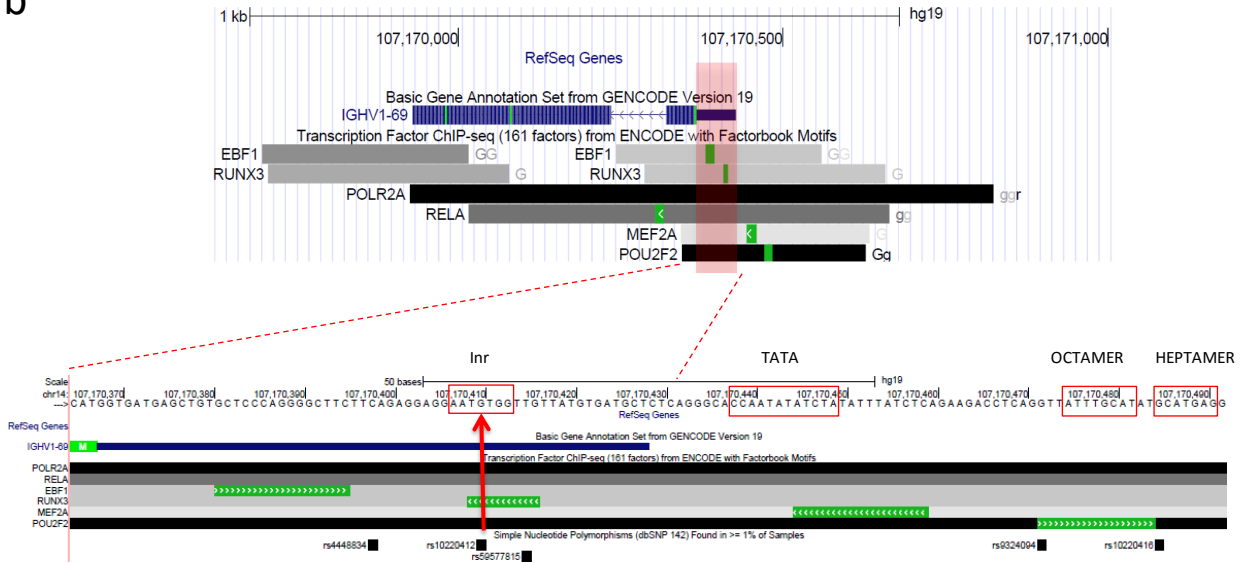 b
1 kb hg19
107,170,000 107,170,500 107,171,000
RefSeq Genes
Basic Gene Annotation Set from GENCODE Version 19
IGHV1-69
Transcription Factor ChIP-seq (161 factors) from ENCODE with Factorbook Motifs
EBF1 GG EBF1 GG
RUNX3 G RUNX3 G
POLR2A ggr
RELA gg
MEF2A G
POU2F2 Gg
Inr TATA OCTAMER HEPTAMER
Scale 50 bases hg19
chr14: 107,170,370 107,170,380 107,170,390 107,170,400 107,170,410 107,170,420 107,170,430 107,170,440 107,170,450 107,170,460 107,170,470 107,170,480 107,170,490
---> CATGGTGATGAGCTGTGCTCCCAGGGGCTTCTTCAGAGGAGGAATGTGGTTGTTATGTGATGCTCTCAGGGCACCAATATATCTATATTTATCTCAGAAGACCTCAGGTTATTTGCATATGCATGAGG
RefSeq Genes
RefSeq Genes
Basic Gene Annotation Set from GENCODE Version 19
IGHV1-69 M
Transcription Factor ChIP-seq (161 factors) from ENCODE with Factorbook Motifs
POLR2A
RELA
EBF1
RUNX3
MEF2A
POU2F2
Simple Nucleotide Polymorphisms (dbSNP 142) Found in >= 1% of Samples
rs4448834 rs10220412 rs9324094 rs10220416
rs59577815